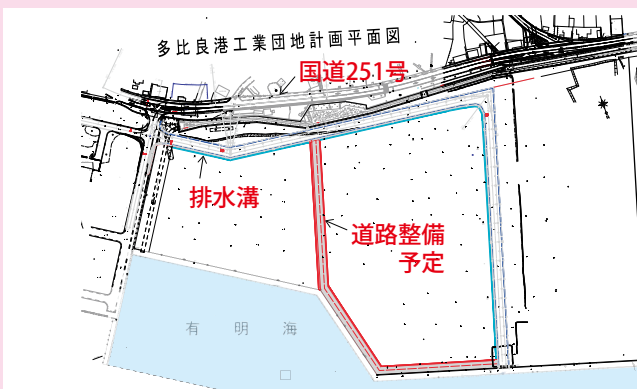 多比良港工業団地計画平面図
国道251号
排水溝
道路整備
予定
有明海